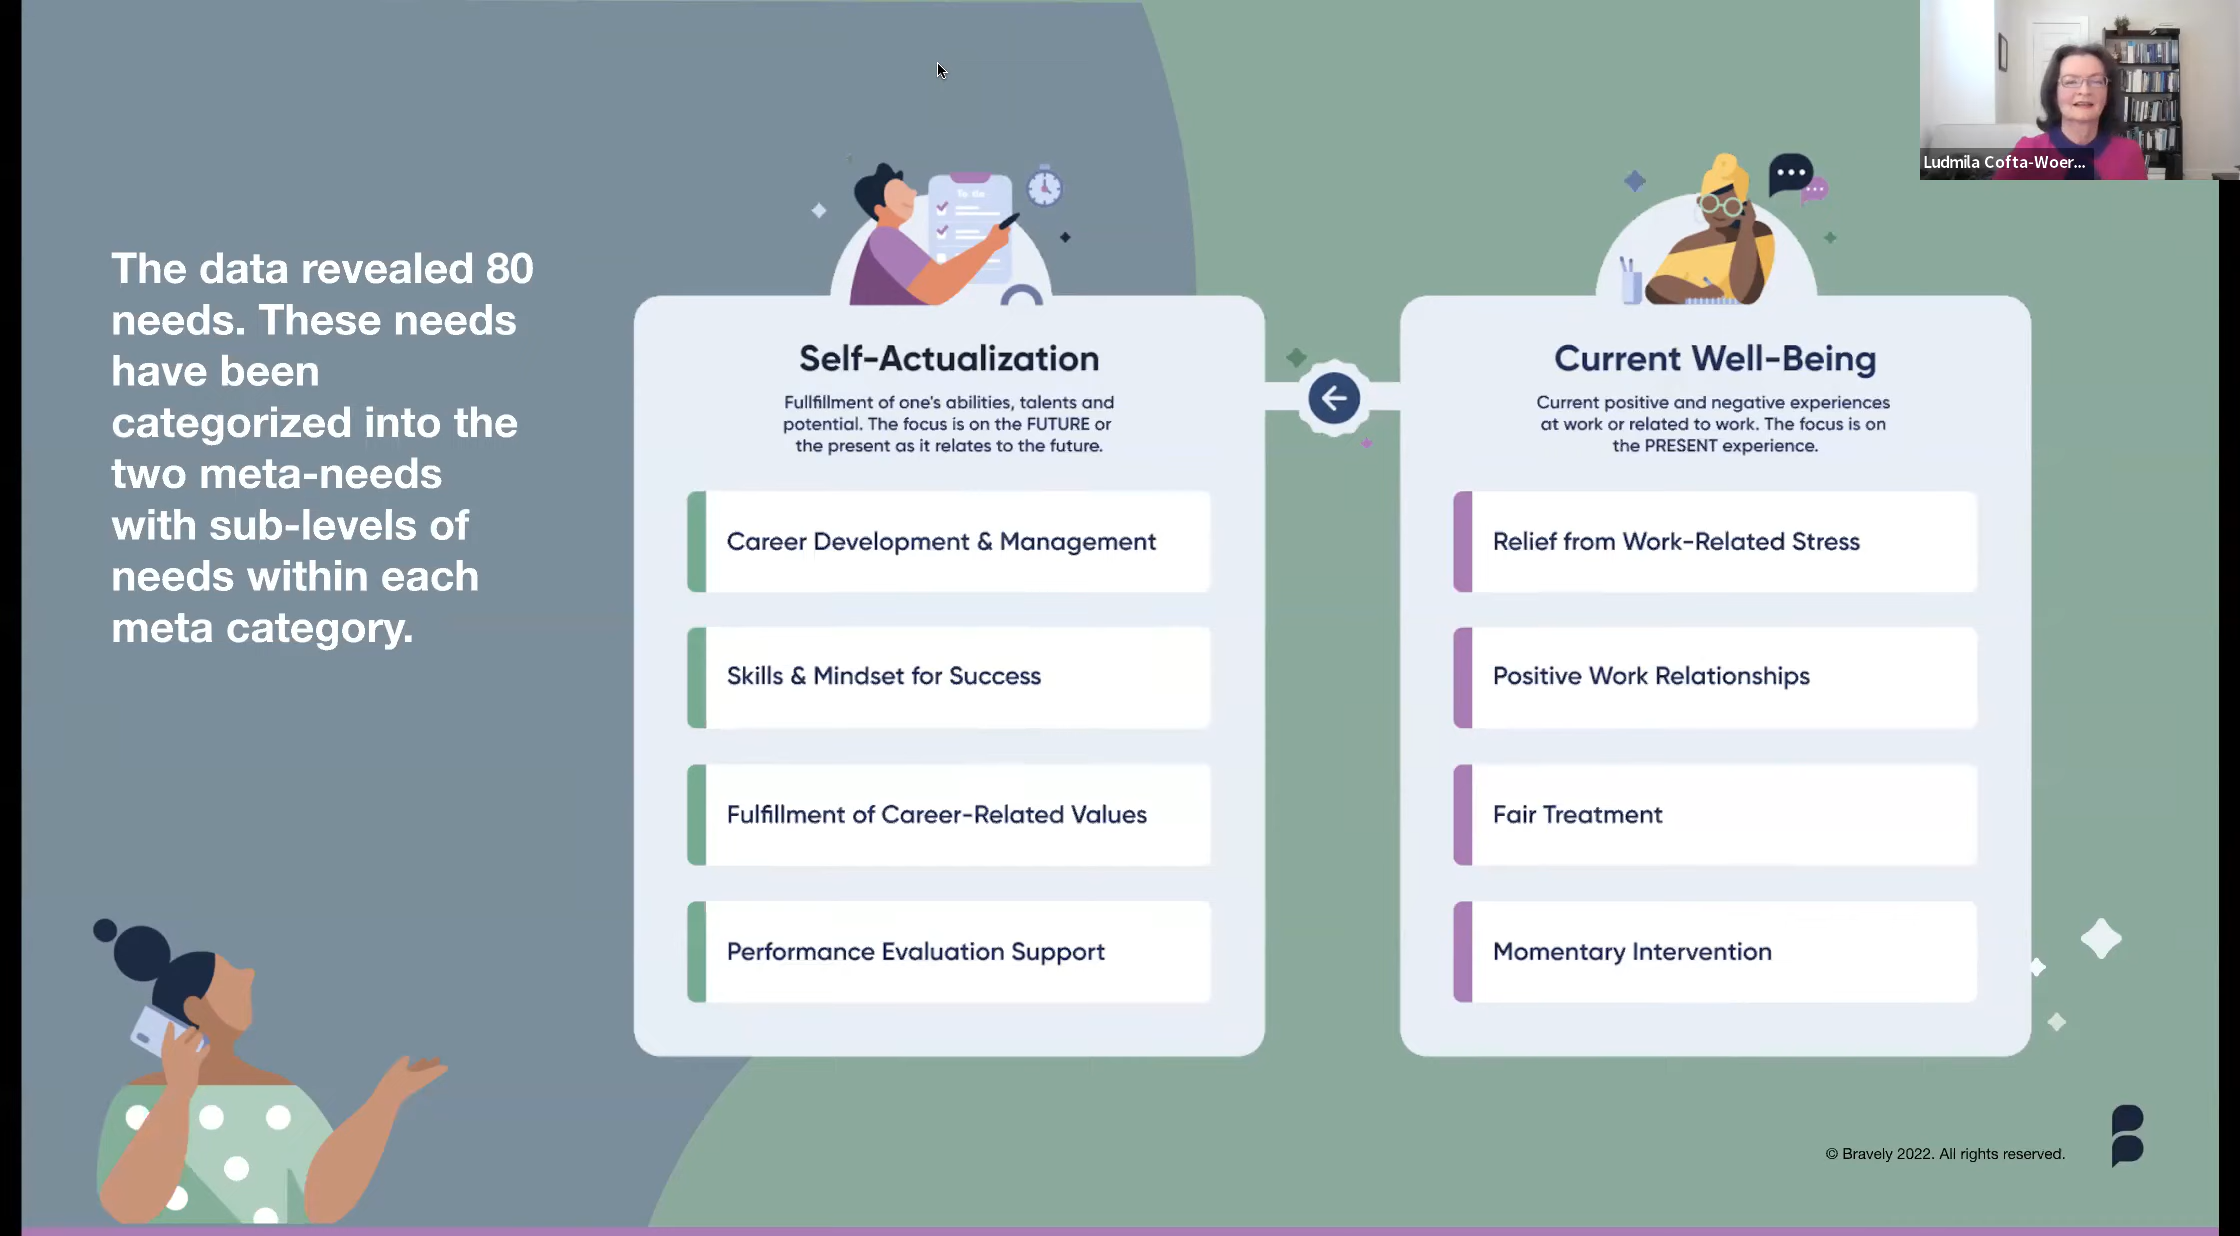 Ludmila Cofta-Woer...
The data revealed 80
needs. These needs
have been
categorized into the
two meta-needs
with sub-levels of
needs within each
meta category.
To do
Self-Actualization
Fullfillment of one's abilities, talents and
potential. The focus is on the FUTURE or
the present as it relates to the future.
Career Development & Management
Skills & Mindset for Success
Fulfillment of Career-Related Values
Performance Evaluation Support
Current Well-Being
Current positive and negative experiences
at work or related to work. The focus is on
the PRESENT experience.
Relief from Work-Related Stress
Positive Work Relationships
Fair Treatment
Momentary Intervention
© Bravely 2022. All rights reserved.